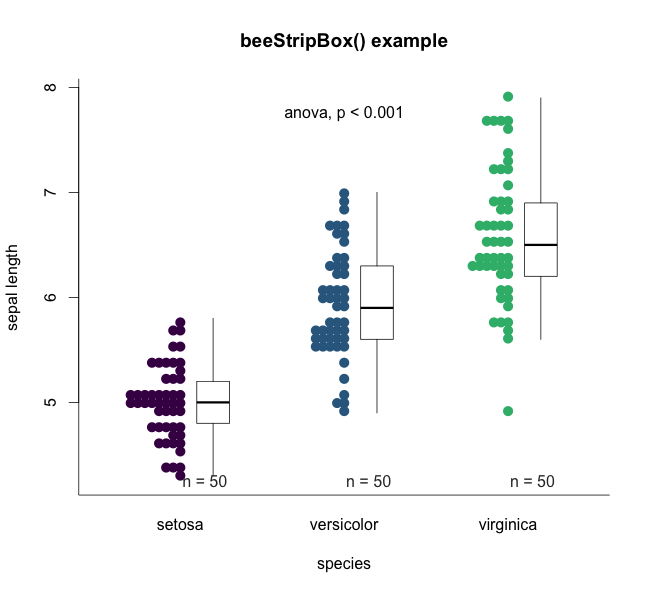 beeStripBox() example
anova, p < 0.001
8
7
6
5
sepal length
n = 50
n = 50
n = 50
setosa
versicolor
virginica
species